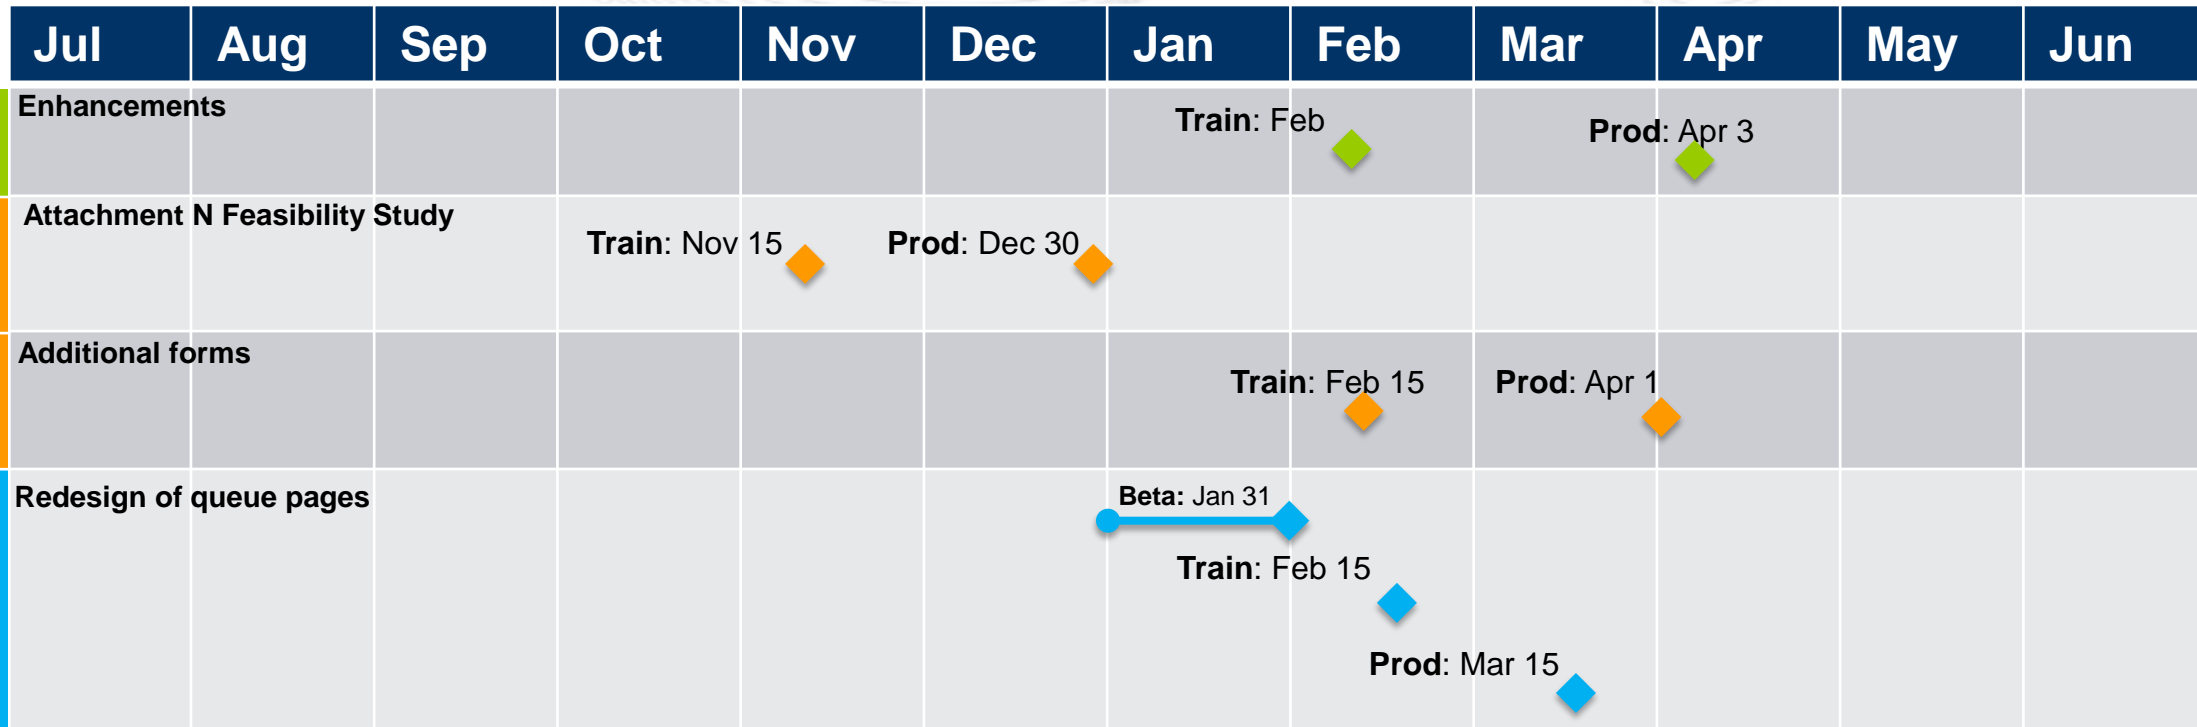 Jul Aug Sep Oct Nov Dec Jan Feb Mar Apr May Jun
Enhancements
Train: Feb
Prod: Apr 3
Attachment N Feasibility Study
Train: Nov 15
Prod: Dec 30
Additional forms
Train: Feb 15
Prod: Apr 1
Redesign of queue pages
Beta: Jan 31
Train: Feb 15
Prod: Mar 15